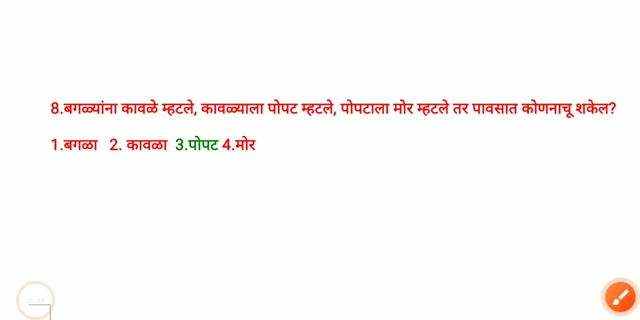 8.बगळ्यांना कावळे म्हटले, कावळ्याला पोपट म्हटले, पोपटाला मोर म्हटले तर पावसात कोणनाचू शकेल?
1.बगळा 2. कावळा 3.पोपट 4.मोर